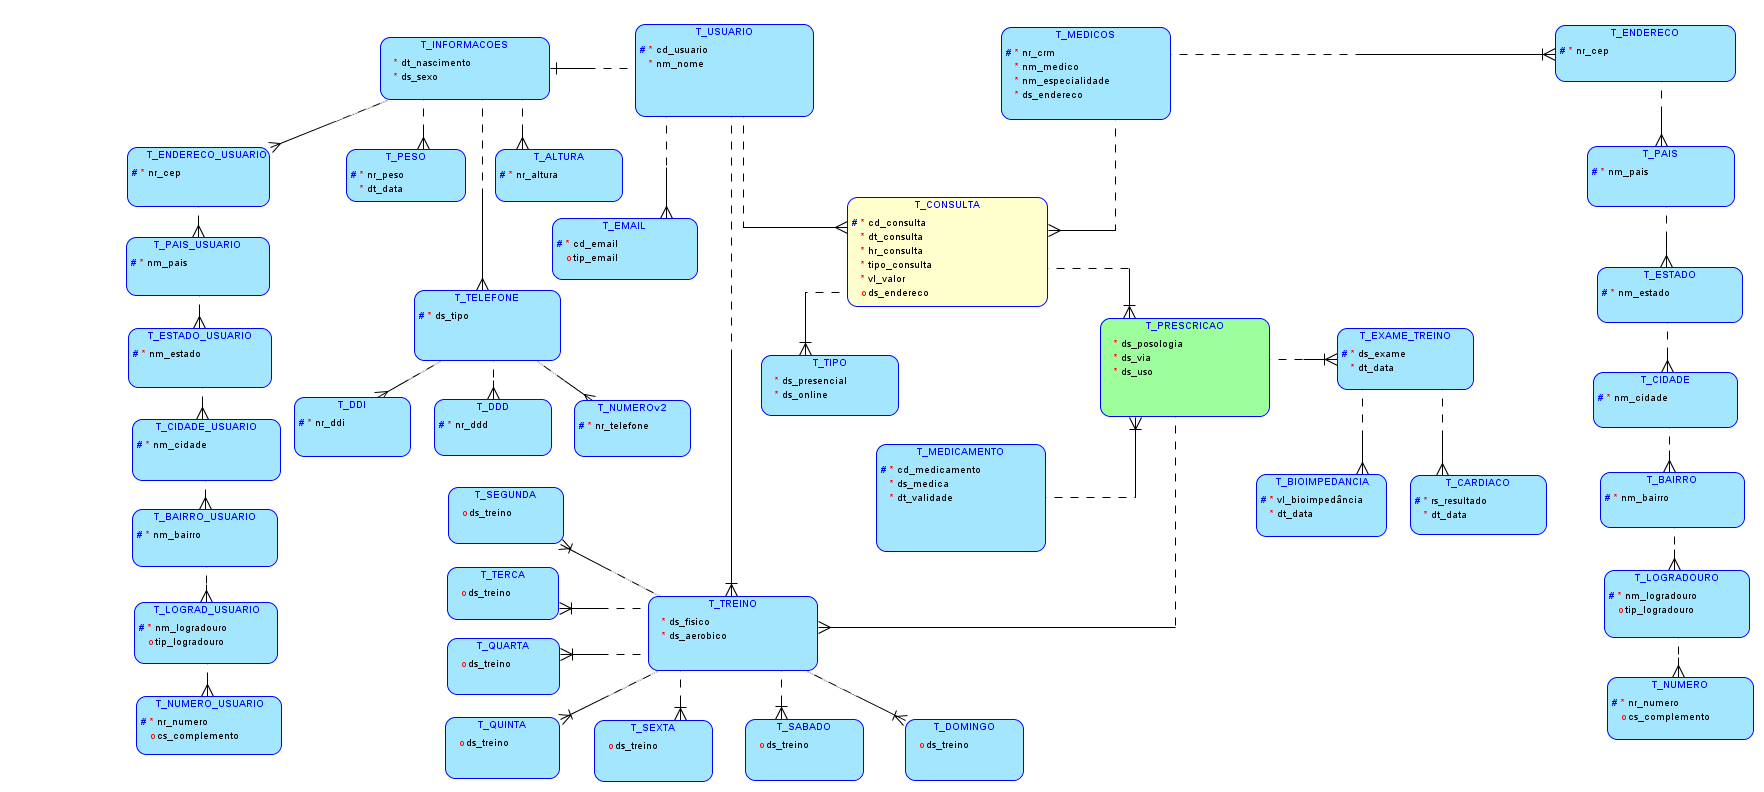 T_INFORMACOES
* dt_nascimento
* ds_sexo
T_USUARIO
# * cd_usuario
* nm_nome
T_MEDICOS
# * nr_crm
* nm_medico
* nm_especialidade
* ds_endereco
T_ENDERECO
# * nr_cep
T_ENDERECO_USUARIO
# * nr_cep
T_PESO
# * nr_peso
* dt_data
T_ALTURA
# * nr_altura
T_PAIS
# * nm_pais
T_EMAIL
# * cd_email
o tip_email
T_CONSULTA
# * cd_consulta
* dt_consulta
* hr_consulta
* tipo_consulta
* vl_valor
o ds_endereco
T_PAIS_USUARIO
# * nm_pais
T_ESTADO
# * nm_estado
T_TELEFONE
# * ds_tipo
T_PRESCRICAO
* ds_posologia
* ds_via
* ds_uso
T_EXAME_TREINO
# * ds_exame
* dt_data
T_ESTADO_USUARIO
# * nm_estado
T_TIPO
* ds_presencial
* ds_online
T_CIDADE
# * nm_cidade
T_DDI
# * nr_ddi
T_DDD
# * nr_ddd
T_NUMEROv2
# * nr_telefone
T_CIDADE_USUARIO
# * nm_cidade
T_MEDICAMENTO
# * cd_medicamento
* ds_medica
* dt_validade
T_BIOIMPEDANCIA
# * vl_bioimpedância
* dt_data
T_CARDIACO
# * rs_resultado
* dt_data
T_BAIRRO
# * nm_bairro
T_SEGUNDA
o ds_treino
T_BAIRRO_USUARIO
# * nm_bairro
T_TERCA
o ds_treino
T_LOGRADOURO
# * nm_logradouro
o tip_logradouro
T_TREINO
* ds_fisico
* ds_aerobico
T_LOGRAD_USUARIO
# * nm_logradouro
o tip_logradouro
T_QUARTA
o ds_treino
T_NUMERO
# * nr_numero
o cs_complemento
T_NUMERO_USUARIO
# * nr_numero
o cs_complemento
T_QUINTA
o ds_treino
T_SEXTA
o ds_treino
T_SABADO
o ds_treino
T_DOMINGO
o ds_treino